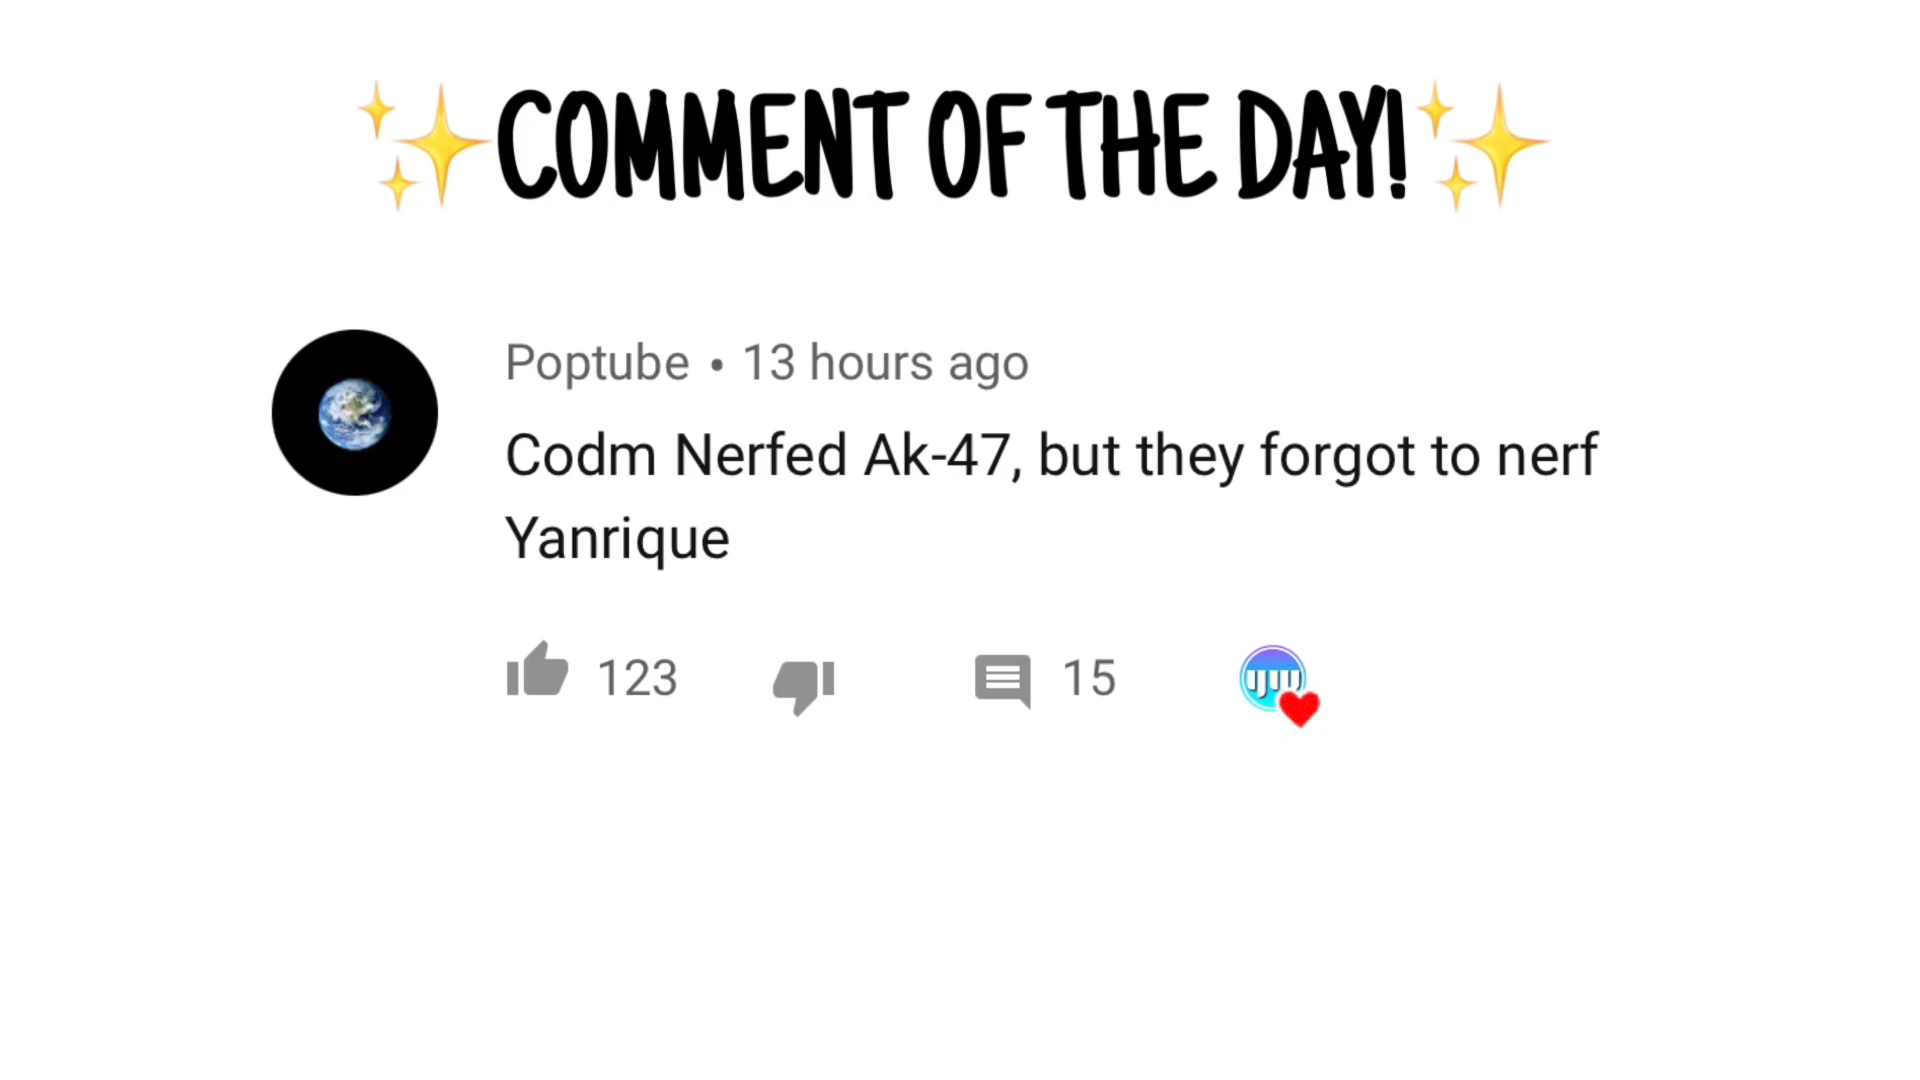 ✨COMMENT OF THE DAY!✨
Poptube • 13 hours ago
Codm Nerfed Ak-47, but they forgot to nerf
Yanrique
123 15